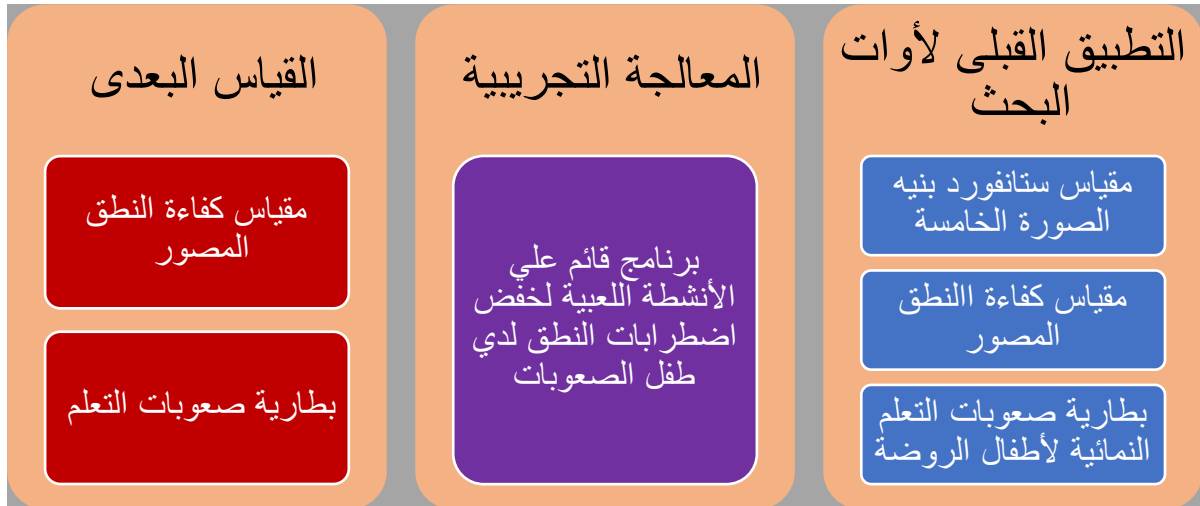 التطبيق القبلى لأوات
البحث
مقياس ستانفورد بنيه
الصورة الخامسة
مقياس كفاءة االنطق
المصور
بطارية صعوبات التعلم
النمائية لأطفال الروضة
المعالجة التجريبية
برنامج قائم علي
الأنشطة اللعبية لخفض
اضطرابات النطق لدي
طفل الصعوبات
القياس البعدى
مقياس كفاءة النطق
المصور
بطارية صعوبات التعلم